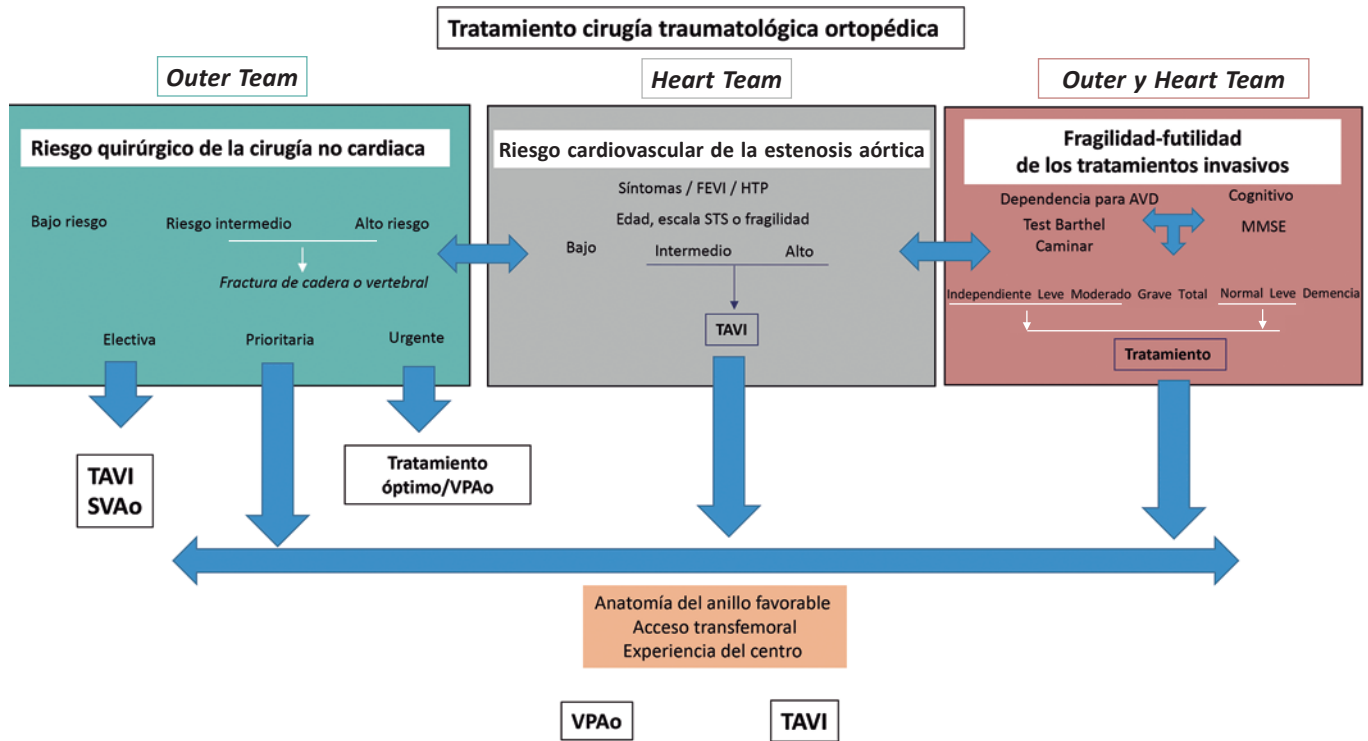 Tratamiento cirugía traumatológica ortopédica
Outer Team
Riesgo quirúrgico de la cirugía no cardiaca
Bajo riesgo
Riesgo intermedio
Alto riesgo
Fractura de cadera o vertebral
Electiva
Prioritaria
Urgente
TAVI
SVAo
Tratamiento
óptimo/VPAo
Heart Team
Riesgo cardiovascular de la estenosis aórtica
Síntomas / FEVI / HTP
Edad, escala STS o fragilidad
Bajo
Intermedio
Alto
TAVI
Outer y Heart Team
Fragilidad-futilidad
de los tratamientos invasivos
Dependencia para AVD
Test Barthel
Caminar
Cognitivo
MMSE
Independiente Leve Moderado Grave Total
Normal Leve Demencia
Tratamiento
Anatomía del anillo favorable
Acceso transfemoral
Experiencia del centro
VPAo
TAVI